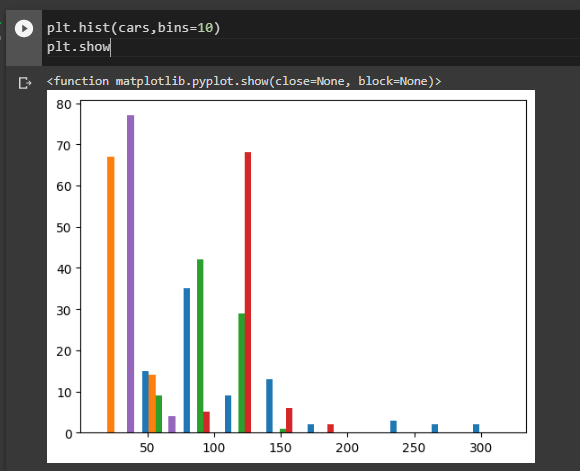 plt.hist(cars,bins=10)
plt.show
<function matplotlib.pyplot.show(close=None, block=None)>
80
70
60
50
40
30
20
10
0
50 100 150 200 250 300